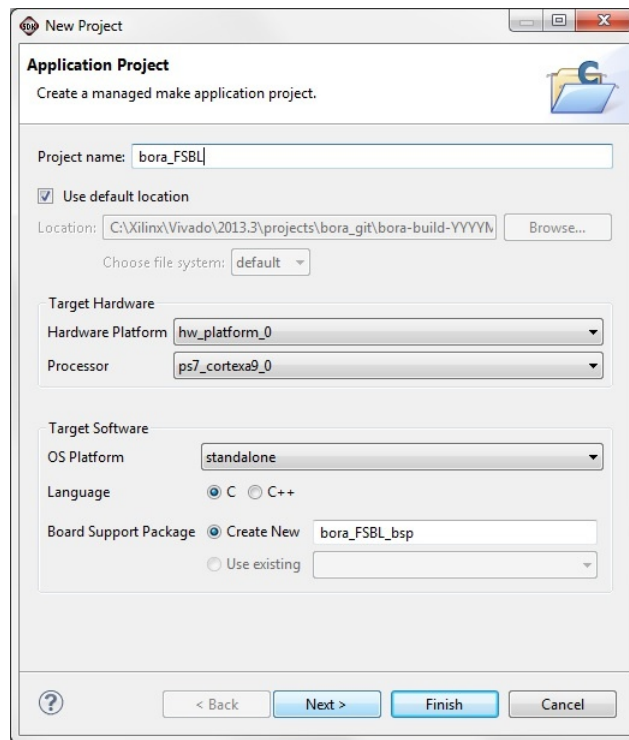 SDK New Project
Application Project
Create a managed make application project.
Project name: bora_FSBL
Use default location
Location: C:\Xilinx\Vivado\2013.3\projects\bora_git\bora-build-YYYYM Browse...
Choose file system: default
Target Hardware
Hardware Platform hw_platform_0
Processor ps7_cortexa9_0
Target Software
OS Platform standalone
Language C C++
Board Support Package Create New bora_FSBL_bsp
Use existing
? < Back Next > Finish Cancel